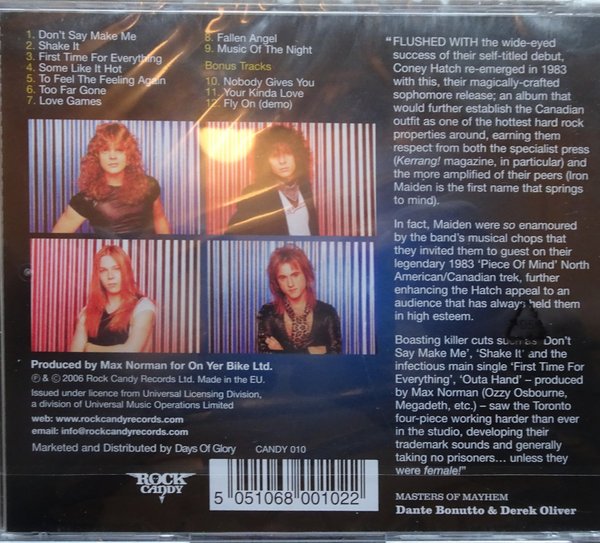 1. Don't Say Make Me
2. Shake It
3. First Time For Everything
4. Some Like It Hot
5. To Feel The Feeling Again
6. Too Far Gone
7. Love Games
8. Fallen Angel
9. Music Of The Night
Bonus Tracks
10. Nobody Gives You
11. Your Kinda Love
12. Fly On (demo)
Produced by Max Norman for On Yer Bike Ltd.
℗ & © 2006 Rock Candy Records Ltd. Made in the EU.
Issued under licence from Universal Licensing Division,
a division of Universal Music Operations Limited
web: www.rockcandyrecords.com
email: info@rockcandyrecords.com
Marketed and Distributed by Days Of Glory CANDY 010
ROCK
CANDY
5 051068 001022
“FLUSHED WITH the wide-eyed
success of their self-titled debut,
Coney Hatch re-emerged in 1983
with this, their magically-crafted
sophomore release; an album that
would further establish the Canadian
outfit as one of the hottest hard rock
properties around, earning them
respect from both the specialist press
(Kerrang! magazine, in particular) and
the more amplified of their peers (Iron
Maiden is the first name that springs
to mind).
In fact, Maiden were so enamoured
by the band's musical chops that
they invited them to guest on their
legendary 1983 'Piece Of Mind' North
American/Canadian trek, further
enhancing the Hatch appeal to an
audience that has always held them
in high esteem.
Boasting killer cuts such as 'Don't
Say Make Me', 'Shake It' and the
infectious main single 'First Time For
Everything', 'Outa Hand' – produced
by Max Norman (Ozzy Osbourne,
Megadeth, etc.) – saw the Toronto
four-piece working harder than ever
in the studio, developing their
trademark sounds and generally
taking no prisoners... unless they
were female!”
MASTERS OF MAYHEM
Dante Bonutto & Derek Oliver